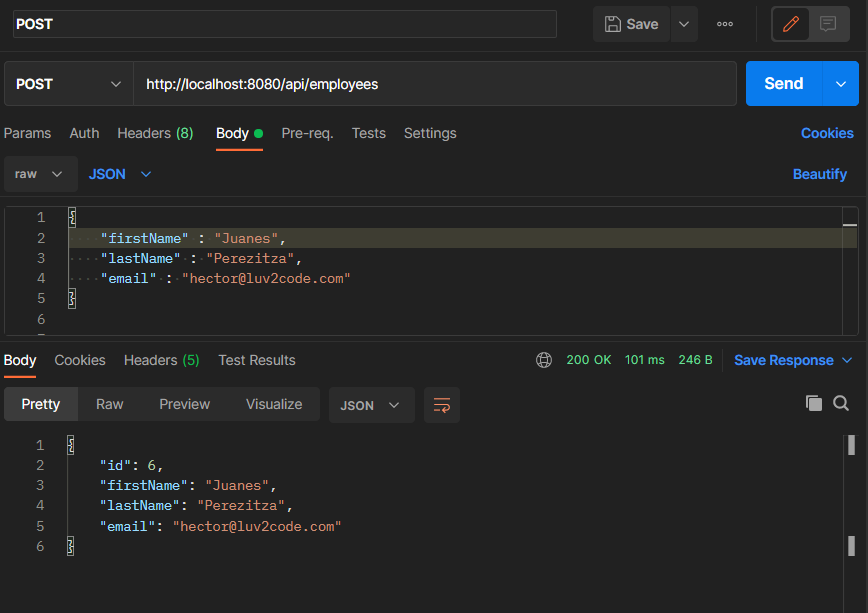 POST
Save
POST http://localhost:8080/api/employees Send
Params Auth Headers (8) Body Pre-req. Tests Settings Cookies
raw JSON Beautify
1 {
2 "firstName" : "Juanes",
3 "lastName" : "Perezitza",
4 "email" : "hector@luv2code.com"
5 }
6
Body Cookies Headers (5) Test Results 200 OK 101 ms 246 B Save Response
Pretty Raw Preview Visualize JSON
1 {
2 "id": 6,
3 "firstName": "Juanes",
4 "lastName": "Perezitza",
5 "email": "hector@luv2code.com"
6 }